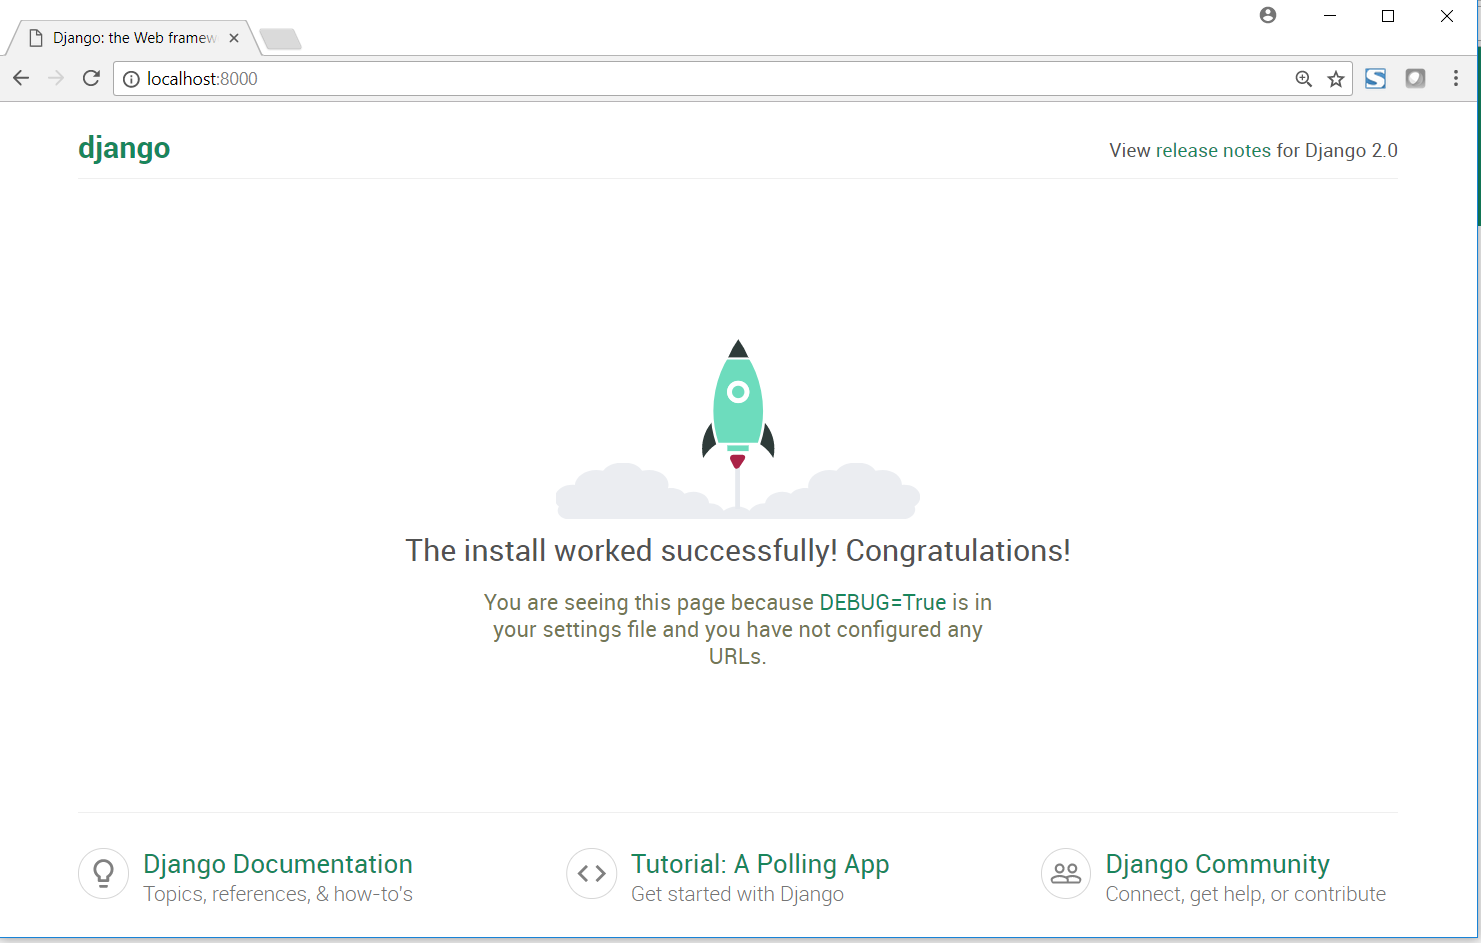 Django: the Web framew
localhost:8000
django
View release notes for Django 2.0
The install worked successfully! Congratulations!
You are seeing this page because DEBUG=True is in
your settings file and you have not configured any
URLs.
Django Documentation
Topics, references, & how-to's
Tutorial: A Polling App
Get started with Django
Django Community
Connect, get help, or contribute